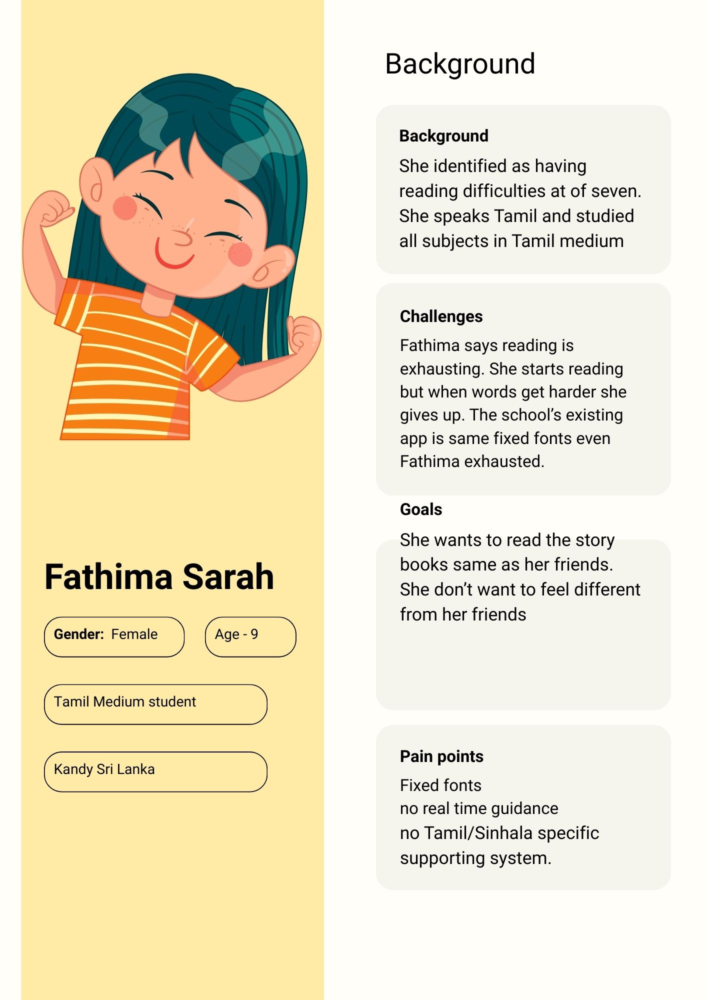 Fathima Sarah
Gender: Female
Age - 9
Tamil Medium student
Kandy Sri Lanka
Background
Background
She identified as having
reading difficulties at of seven.
She speaks Tamil and studied
all subjects in Tamil medium
Challenges
Fathima says reading is
exhausting. She starts reading
but when words get harder she
gives up. The school’s existing
app is same fixed fonts even
Fathima exhausted.
Goals
She wants to read the story
books same as her friends.
She don’t want to feel different
from her friends
Pain points
Fixed fonts
no real time guidance
no Tamil/Sinhala specific
supporting system.